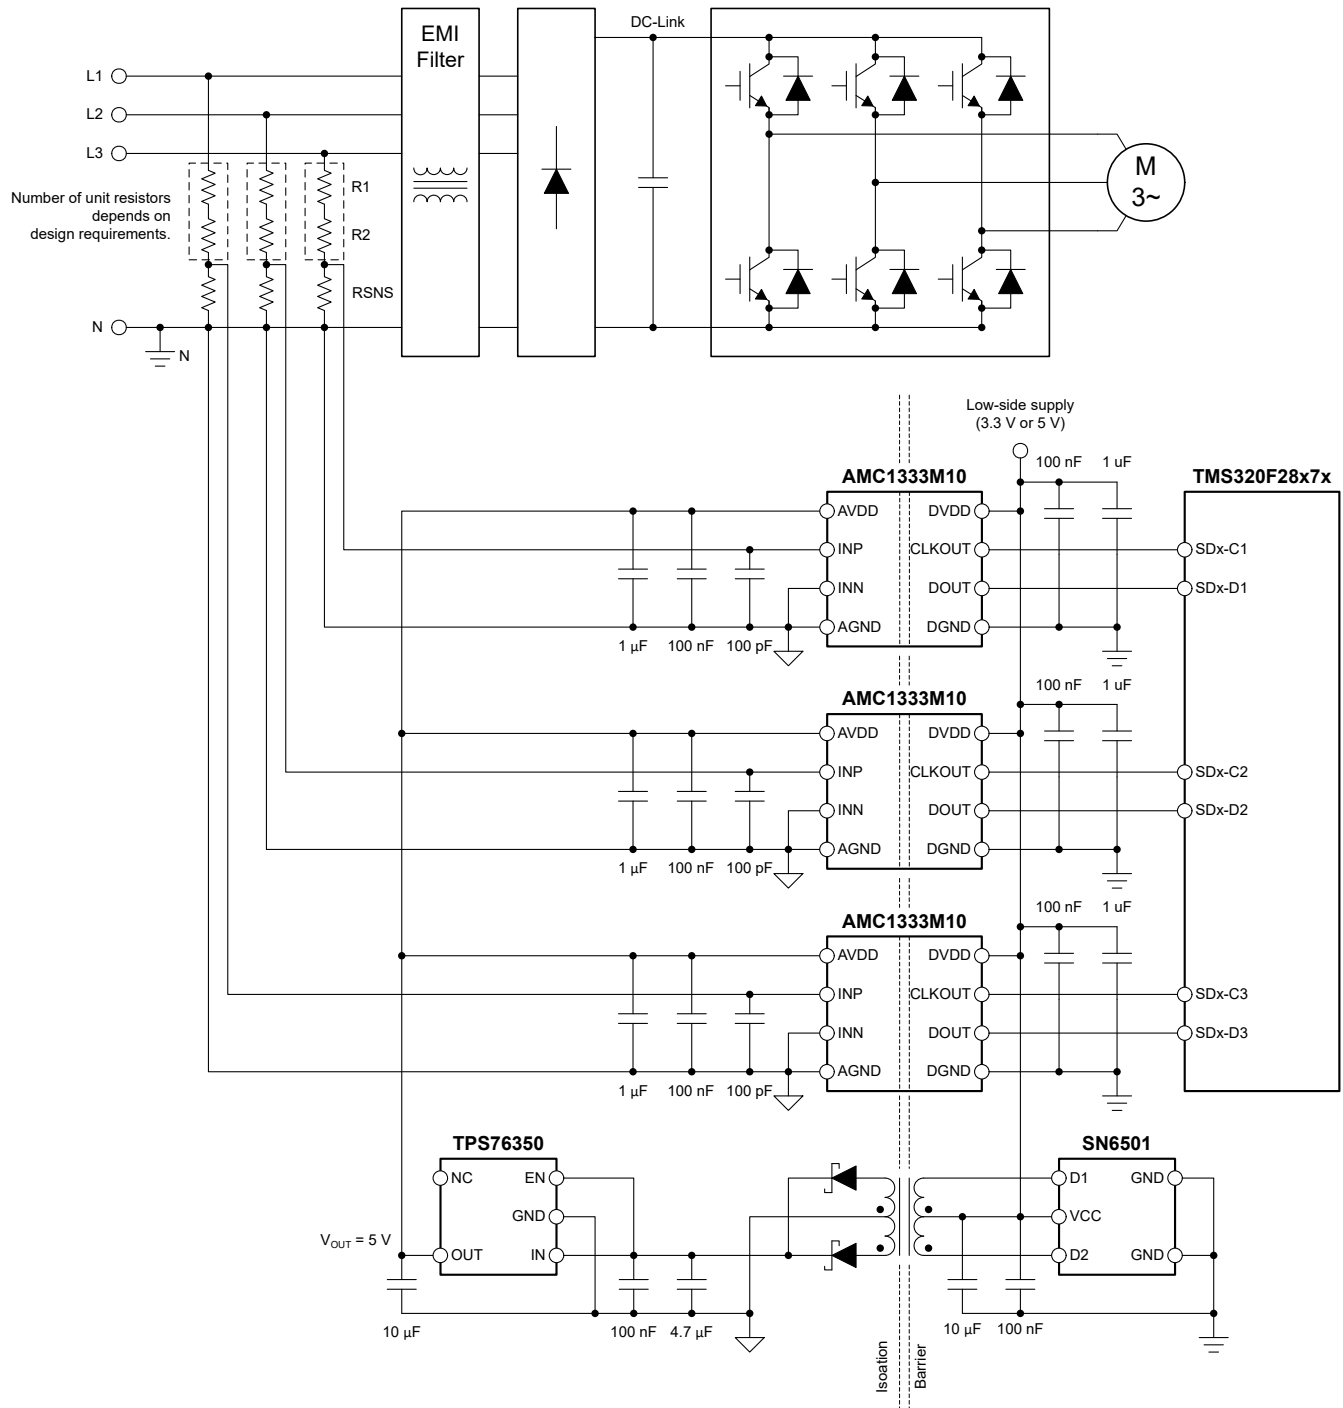 EMI
Filter
DC-Link
L1
L2
L3
Number of unit resistors
depends on
design requirements.
R1
R2
RSNS
N
N
M
3~
Low-side supply
(3.3 V or 5 V)
100 nF
1 uF
AMC1333M10
TMS320F28x7x
AVDD
DVDD
INP
CLKOUT
SDx-C1
INN
DOUT
SDx-D1
AGND
DGND
1 µF
100 nF
100 pF
100 nF
1 uF
AMC1333M10
AVDD
DVDD
INP
CLKOUT
SDx-C2
INN
DOUT
SDx-D2
AGND
DGND
1 µF
100 nF
100 pF
100 nF
1 uF
AMC1333M10
AVDD
DVDD
INP
CLKOUT
SDx-C3
INN
DOUT
SDx-D3
AGND
DGND
1 µF
100 nF
100 pF
TPS76350
SN6501
NC
EN
D1
GND
GND
VCC
VOUT = 5 V
OUT
IN
D2
GND
10 µF
100 nF
4.7 µF
10 µF
100 nF
Isoation
Barrier